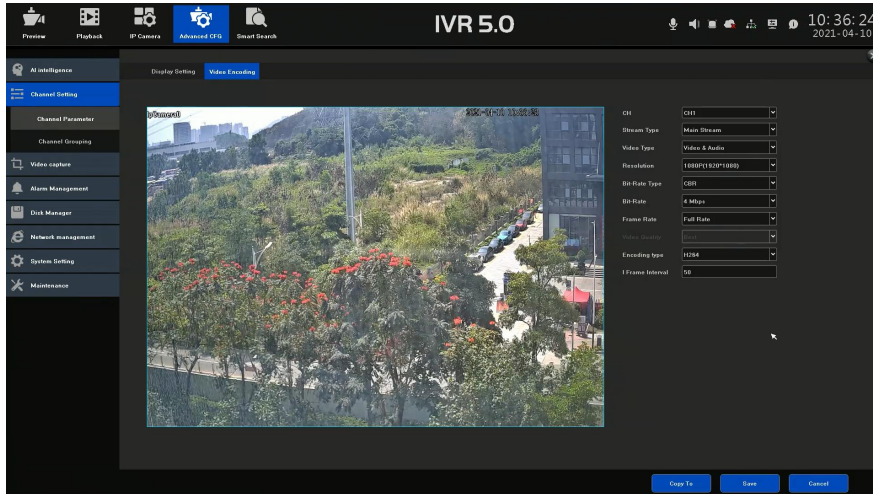 IVR 5.0
10:36:24
2021-04-10
Preview
Playback
IP Camera
Advanced CFG
Smart Search
AI intelligence
Channel Setting
Channel Parameter
Channel Grouping
Video capture
Alarm Management
Disk Manager
Network management
System Setting
Maintenance
Display Setting
Video Encoding
IpCamera01
CH
CH1
Stream Type
Main Stream
Video Type
Video & Audio
Resolution
1080P(1920*1080)
Bit-Rate Type
CBR
Bit-Rate
4 Mbps
Frame Rate
Full Rate
Video Quality
Best
Encoding type
H264
I Frame Interval
50
Copy To
Save
Cancel